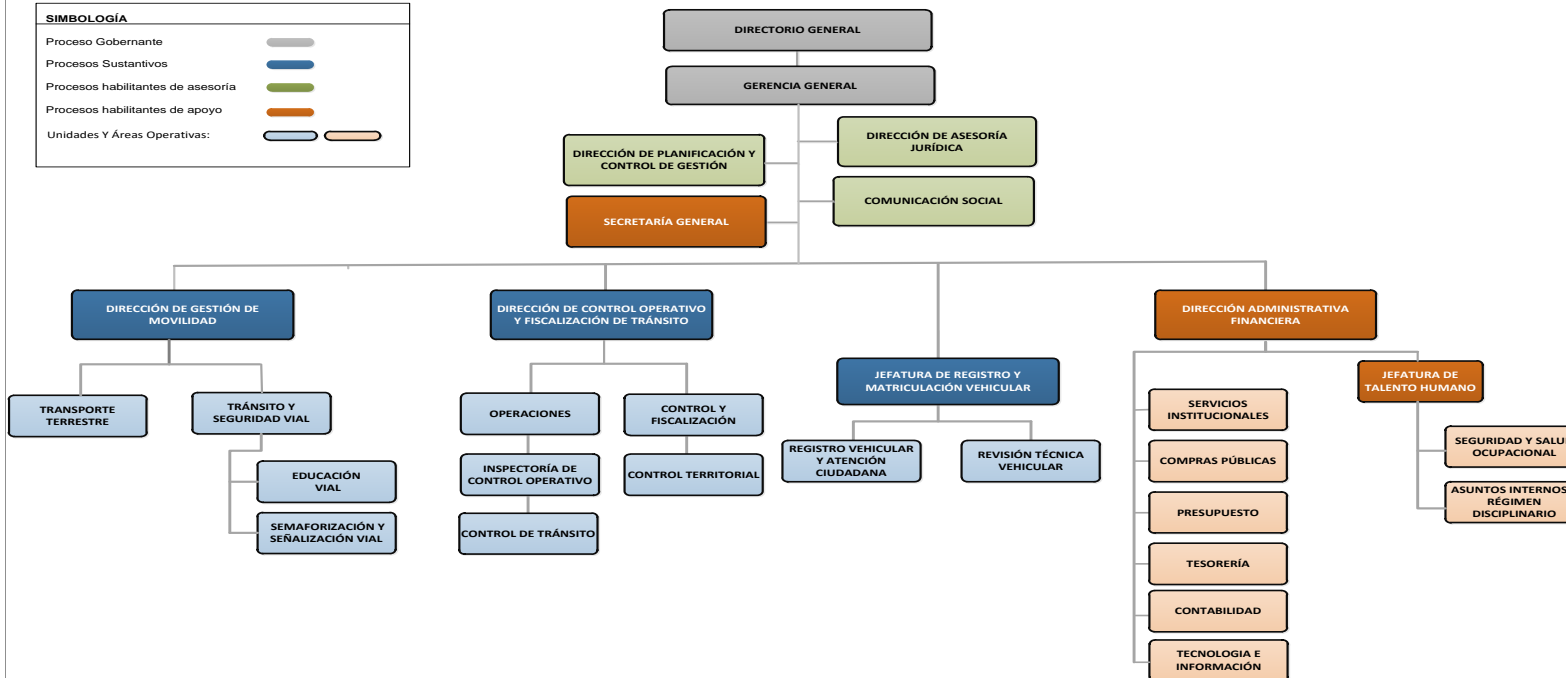 SIMBOLOGÍA
Proceso Gobernante
Procesos Sustantivos
Procesos habilitantes de asesoría
Procesos habilitantes de apoyo
Unidades Y Áreas Operativas:
DIRECTORIO GENERAL
GERENCIA GENERAL
DIRECCIÓN DE PLANIFICACIÓN Y
CONTROL DE GESTIÓN
DIRECCIÓN DE ASESORÍA
JURÍDICA
SECRETARÍA GENERAL
COMUNICACIÓN SOCIAL
DIRECCIÓN DE GESTIÓN DE
MOVILIDAD
DIRECCIÓN DE CONTROL OPERATIVO
Y FISCALIZACIÓN DE TRÁNSITO
JEFATURA DE REGISTRO Y
MATRICULACIÓN VEHICULAR
DIRECCIÓN ADMINISTRATIVA
FINANCIERA
JEFATURA DE
TALENTO HUMANO
TRANSPORTE
TERRESTRE
TRÁNSITO Y
SEGURIDAD VIAL
EDUCACIÓN
VIAL
SEMAFORIZACIÓN Y
SEÑALIZACIÓN VIAL
OPERACIONES
INSPECTORÍA DE
CONTROL OPERATIVO
CONTROL DE TRÁNSITO
CONTROL Y
FISCALIZACIÓN
CONTROL TERRITORIAL
REGISTRO VEHICULAR
Y ATENCIÓN
CIUDADANA
REVISIÓN TÉCNICA
VEHICULAR
SERVICIOS
INSTITUCIONALES
COMPRAS PÚBLICAS
PRESUPUESTO
TESORERÍA
CONTABILIDAD
TECNOLOGIA E
INFORMACIÓN
SEGURIDAD Y
OCUPACIONAL
ASUNTOS INTERNOS
RÉGIMEN
DISCIPLINARIO